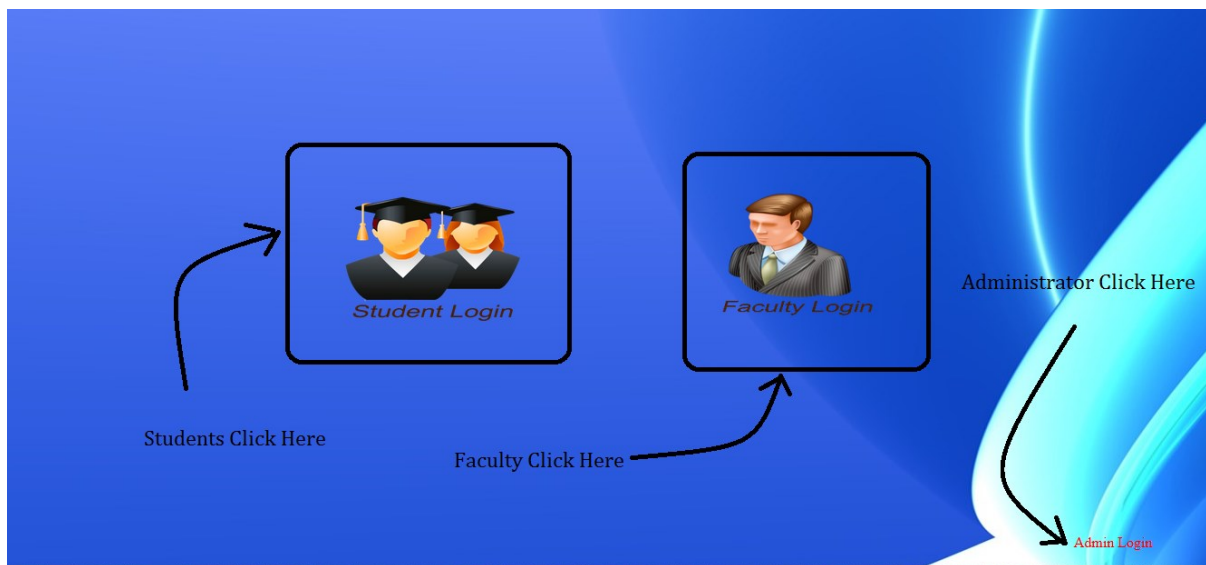 Student Login
Faculty Login
Administrator Click Here
Students Click Here
Faculty Click Here
Admin Login